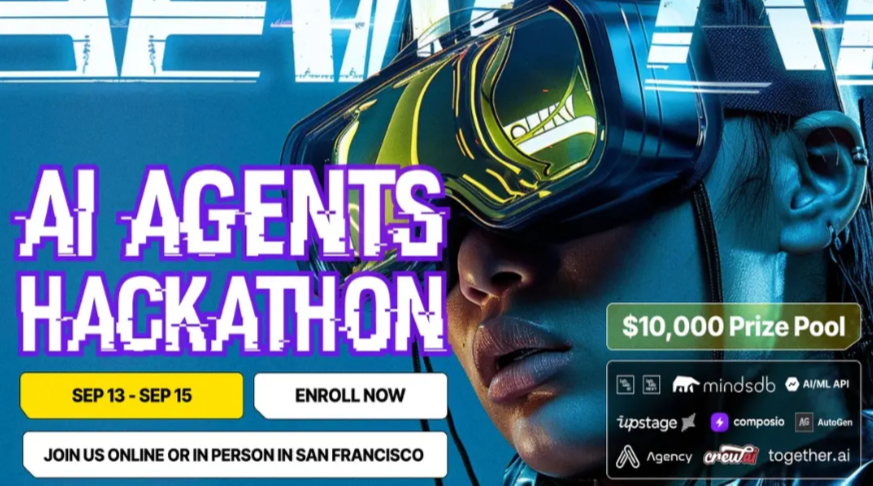 AI AGENTS
HACKATHON
$10,000 Prize Pool
SEP 13 - SEP 15
ENROLL NOW
mindsdb
AI/ML API
upstage
composio
AG
AutoGen
JOIN US ONLINE OR IN PERSON IN SAN FRANCISCO
Agency
crewai
together.ai